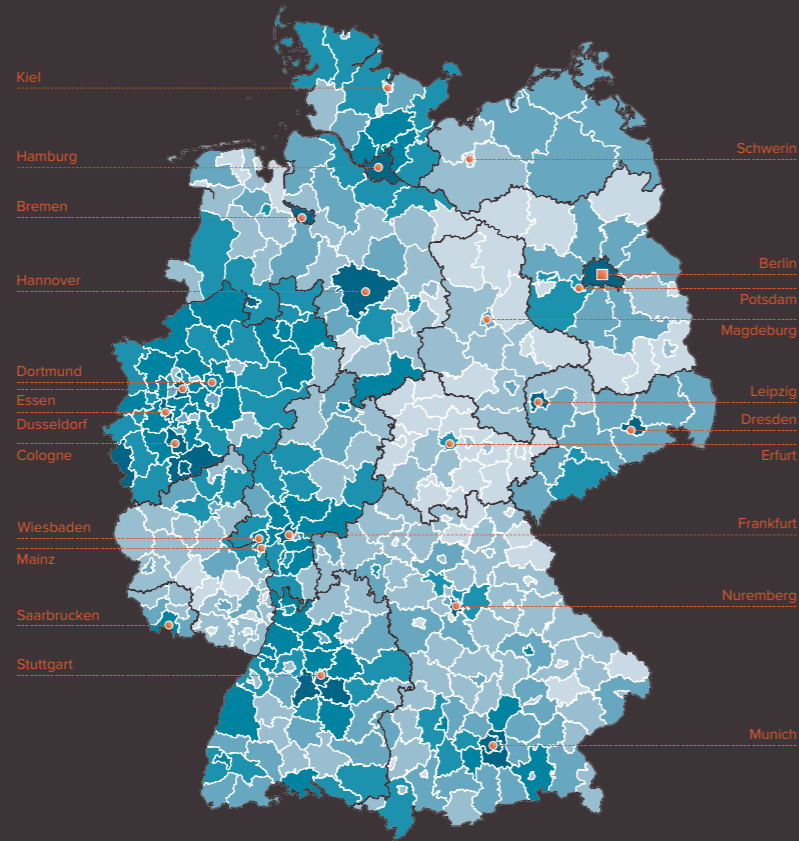 Kiel
Hamburg
Bremen
Hannover
Dortmund
Essen
Dusseldorf
Cologne
Wiesbaden
Mainz
Saarbrucken
Stuttgart
Schwerin
Berlin
Potsdam
Magdeburg
Leipzig
Dresden
Erfurt
Frankfurt
Nuremberg
Munich